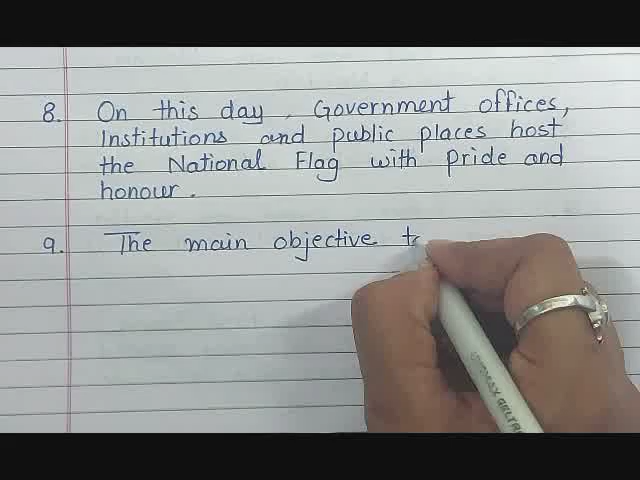 8. On this day, Government offices,
Institutions and public places host
the National Flag with pride and
honour.
9. The main objective